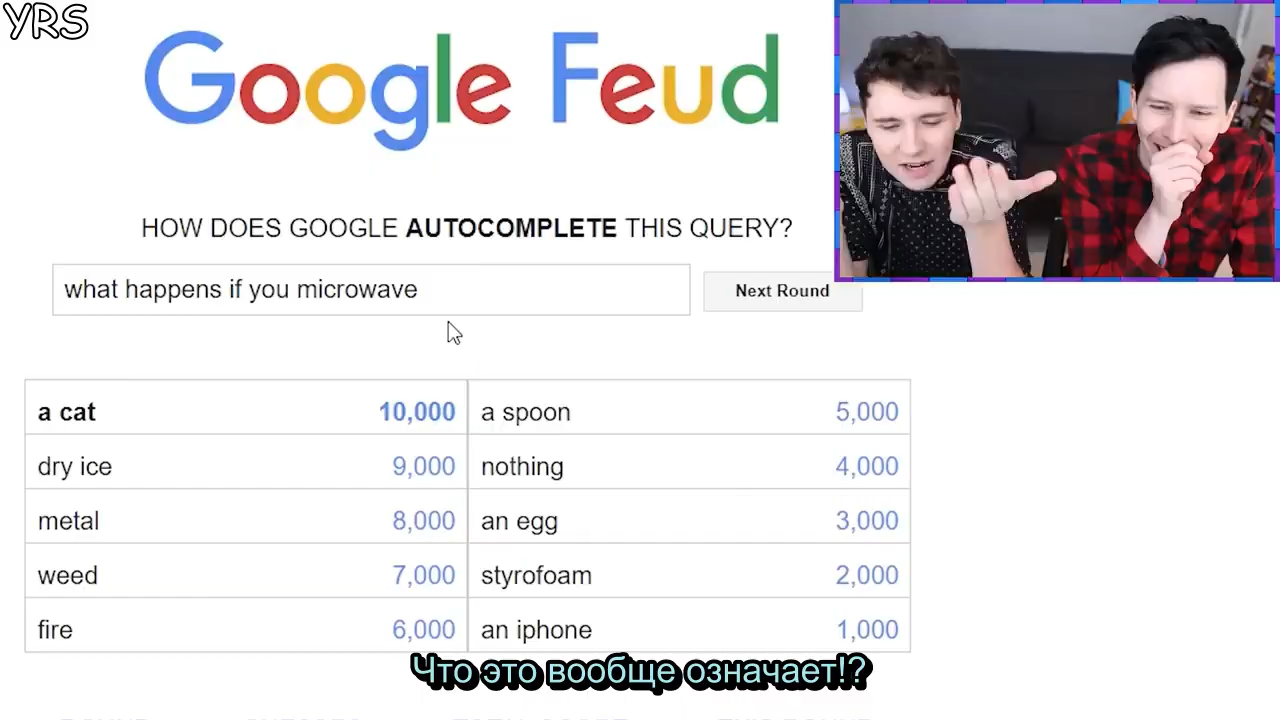 YRS
Google Feud
HOW DOES GOOGLE AUTOCOMPLETE THIS QUERY?
what happens if you microwave
Next Round
a cat 10,000 a spoon 5,000
dry ice 9,000 nothing 4,000
metal 8,000 an egg 3,000
weed 7,000 styrofoam 2,000
fire 6,000 an iphone 1,000
Что это вообще означает!?